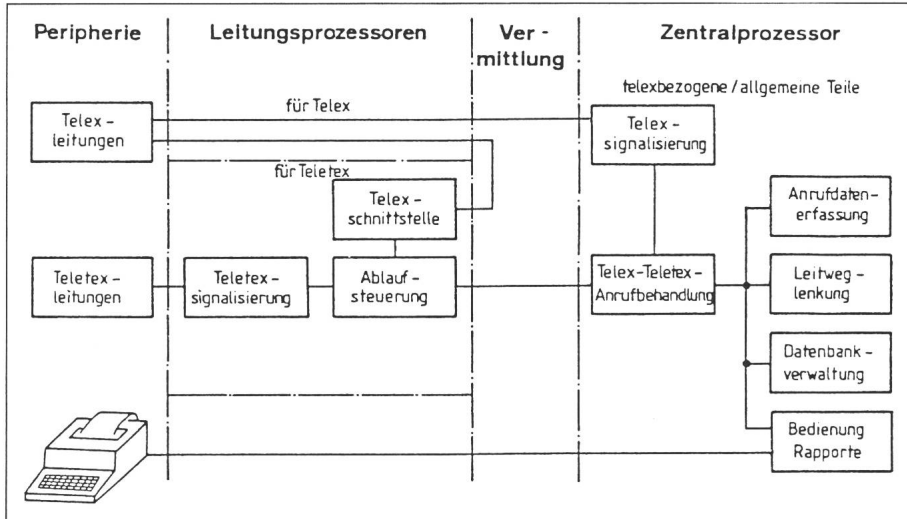 Peripherie
Leitungsprozessoren
Ver-
mittlung
Zentralprozessor
telexbezogene/allgemeine Teile
für Telex
Telex-
leitungen
Telex-
signalisierung
für Teletex
Telex-
schnittstelle
Anrufdaten-
erfassung
Teletex-
leitungen
Teletex-
signalisierung
Ablauf-
steuerung
Telex-Teletex-
Anrufbehandlung
Leitweg-
lenkung
Datenbank-
verwaltung
Bedienung
Rapporte